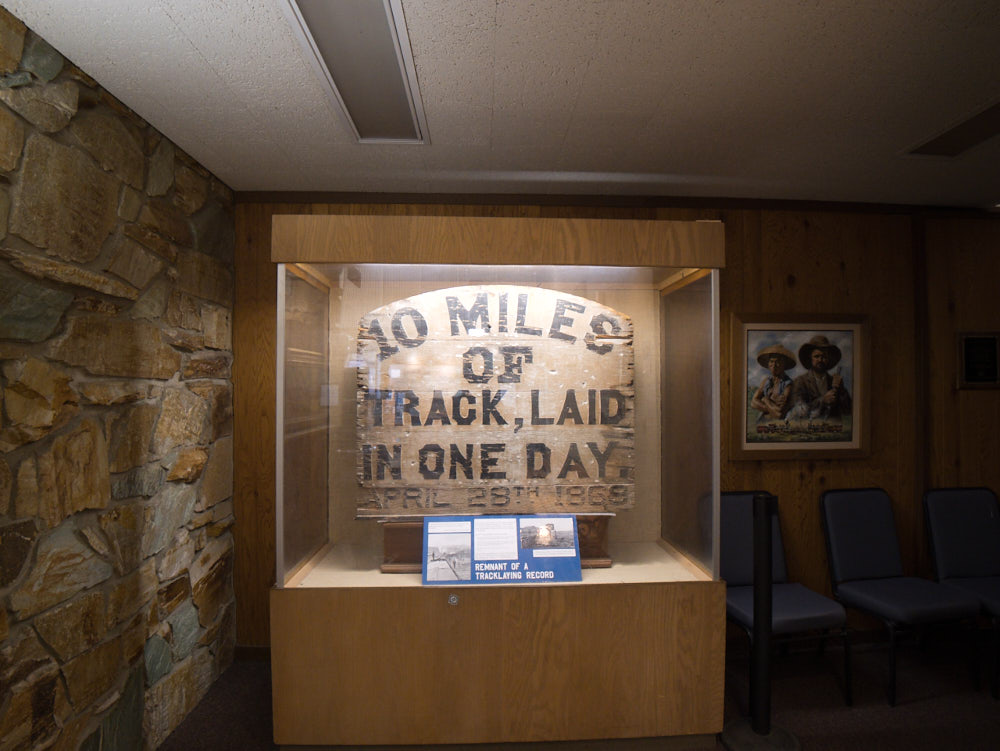 10 MILES
OF
TRACK, LAID
IN ONE DAY.
APRIL 28TH 1869
REMNANT OF A
TRACKLAYING RECORD